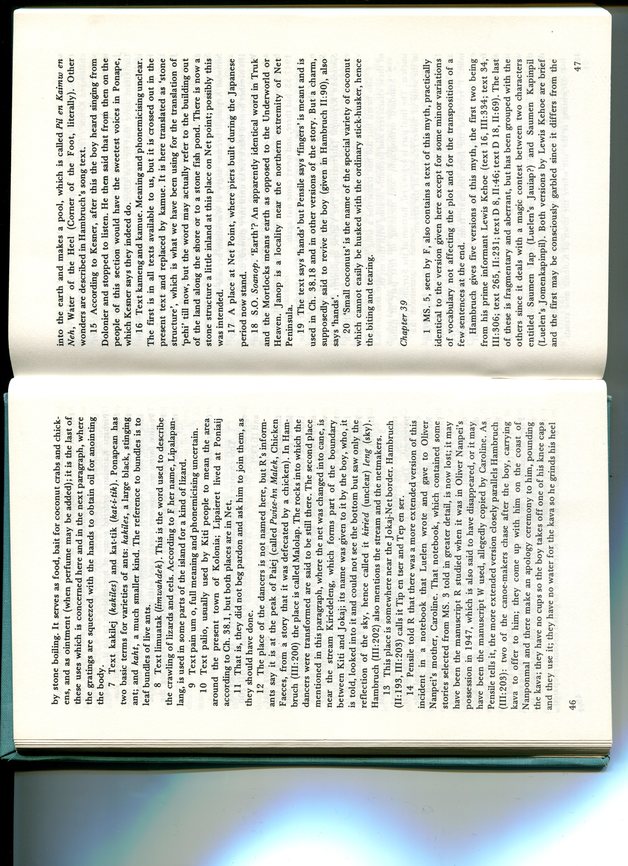 by stone boiling. It serves as food, bait for coconut crabs and chick-
ens, and as ointment (when perfume may be added); it is the last of
these uses which is concerned here and in the next paragraph, where
the gratings are squeezed with the hands to obtain oil for anointing
the body.
7 Text kakilej (kakiles) and kat-tik (kat-i-tik). Ponapean has
two basic terms for varieties of ants: kakiles, a large black, stinging
ant; and kaht, a much smaller kind. The reference to bundles is to
leaf bundles of live ants.
8 Text limuatak (limwahdek). This is the word used to describe
the crawling of lizards and eels. According to F her name, Lipalapan-
lang, is used in some parts of the island for a kind of lizard.
9 Text pain um o, full meaning and phonemicising uncertain.
10 Text palio, usually used by Kiti people to mean the area
around the present town of Kolonia; Lipaieret lived at Poniaij
according to Ch. 38.1, but both places are in Net.
11 That is, they did not beg pardon and ask him to join them, as
they should have done.
12 The place of the dancers is not named here, but R's inform-
ants say it is at the peak of Paiej (called Pwise-hn Malek, Chicken
Faeces, from a story that it was defecated by a chicken). In Ham-
bruch (III:200) the place is called Malolap. The rocks into which the
dancers were transformed are said to be still there. The second place
mentioned in this paragraph, where the net was changed into cane, is
near the stream Kiriedeleng, which forms part of the boundary
between Kiti and Jokaj; its name was given to it by the boy, who, it
is told, looked into it and could not see the bottom but saw only the
reflection of the sky, hence called it kiried (unclear) leng (sky).
Hambruch (III:202) also mentions the stream and the netmakers.
13 This place is somewhere near the Jokaj-Net border. Hambruch
(II:193, III:203) calls it Tip en tser and Tep en ser.
14 Pensile told R that there was a more extended version of this
incident in a notebook that Luelen wrote and gave to Oliver
Nanpei's mother, Caroline. That notebook, which contained some
stories selected from MS. 3 told in greater detail, is now lost; it may
have been the manuscript R studied when it was in Oliver Nanpei's
possession in 1947, which is also said to have disappeared, or it may
have been the manuscript W used, allegedly copied by Caroline. As
Pensile tells it, the more extended version closely parallels Hambruch
(III:203): two of the canoe-makers chase after the boy, carrying
kava to offer to him; they come up with him on the coast of
Nanponmal and there make an apology ceremony to him, pounding
the kava; they have no cups so the boy takes off one of his knee caps
and they use it; they have no water for the kava so he grinds his heel
46
into the earth and makes a pool, which is called Pil en Kaimw en
Neh, Water of the Heel (Corner of the Foot, literally). Other
wonders are described in Hambruch's song text.
15 According to Kesner, after this the boy heard singing from
Dolonier and stopped to listen. He then said that from then on the
people of this section would have the sweetest voices in Ponape,
which Kesner says they indeed do.
16 Text kameng and kamue. Meaning and phonemicising unclear.
The first is in all texts available to us, but it is crossed out in the
present text and replaced by kamue. It is here translated as 'stone
structure', which is what we have been using for the translation of
'pehi' till now, but the word may actually refer to the building out
of the land along the shore or to a stone fish pond. There is now a
stone structure a little inland at this place on Net point; possibly this
was intended.
17 A place at Net Point, where piers built during the Japanese
period now stand.
18 S.O. Soanop. 'Earth'? An apparently identical word in Truk
and the Mortlocks means earth as opposed to the Underworld or
Heaven. Janop is a locality near the northern extremity of Net
Peninsula.
19 The text says 'hands' but Pensile says 'fingers' is meant and is
used in Ch. 38.18 and in other versions of the story. But a charm,
supposedly said to revive the boy (given in Hambruch II:90), also
says 'hands'.
20 'Small coconuts' is the name of the special variety of coconut
which cannot easily be husked with the ordinary stick-husker, hence
the biting and tearing.
Chapter 39
1 MS. 5, seen by F, also contains a text of this myth, practically
identical to the version given here except for some minor variations
of vocabulary not affecting the plot and for the transposition of a
few sentences at the end.
Hambruch gives five versions of this myth, the first two being
from his prime informant Lewis Kehoe (text 16, III:334; text 34,
III:306; text 265, II:231; text D 8, II:46; text D 18, II:69). The last
of these is fragmentary and aberrant, but has been grouped with the
others since it deals with a magic contest between two characters
entitled Saumen Iap (Luelen's Jauiap?) and Saumen Kapinpil
(Luelen's Jomenkapinpil). Both versions by Lewis Kehoe are brief
and the first may be consciously garbled since it differs from the
47